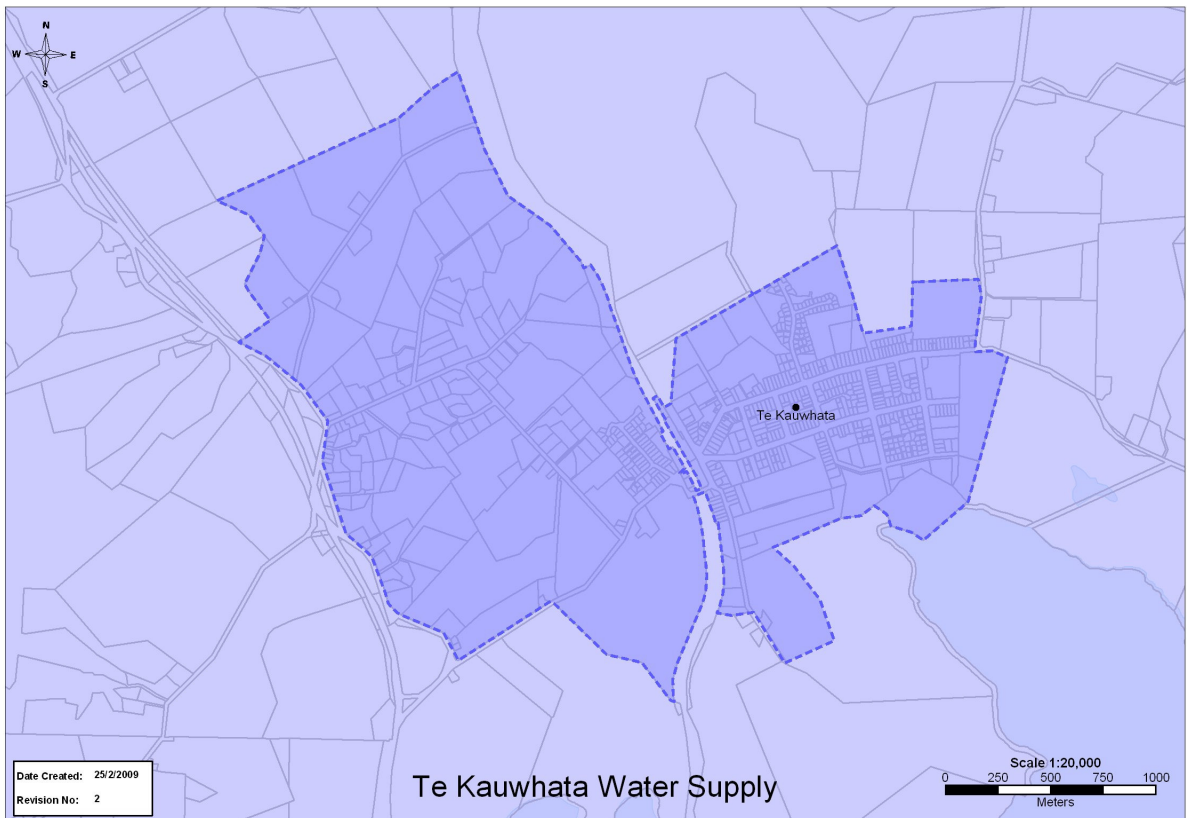 N
W E
S
Te Kauwhata
Date Created: 25/2/2009
Revision No: 2
Te Kauwhata Water Supply
Scale 1:20,000
0 250 500 750 1000
Meters